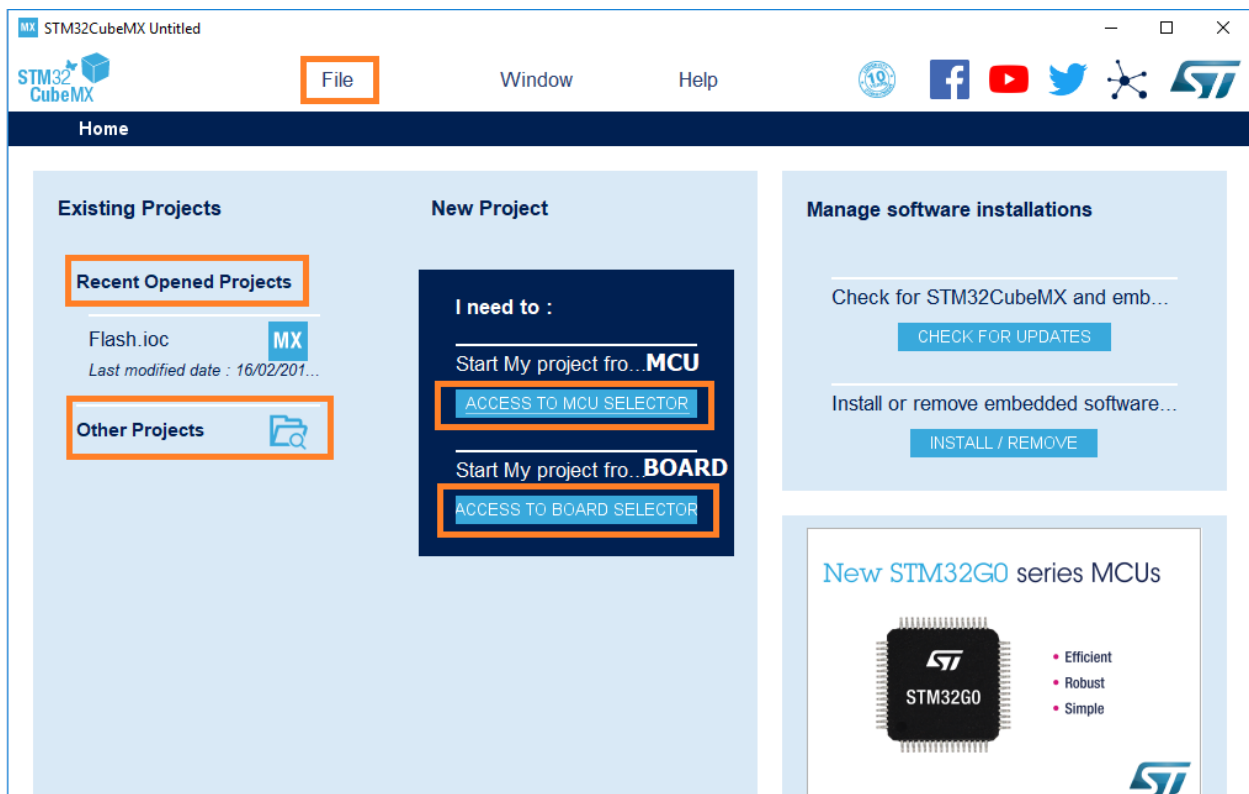 MX STM32CubeMX Untitled
STM32
CubeMX
File Window Help
10
Home
Existing Projects
Recent Opened Projects
Flash.ioc
MX
Last modified date : 16/02/201...
Other Projects
New Project
I need to :
Start My project fro...MCU
ACCESS TO MCU SELECTOR
Start My project fro...BOARD
ACCESS TO BOARD SELECTOR
Manage software installations
Check for STM32CubeMX and emb...
CHECK FOR UPDATES
Install or remove embedded software...
INSTALL / REMOVE
New STM32G0 series MCUs
ST
STM32G0
• Efficient
• Robust
• Simple
ST